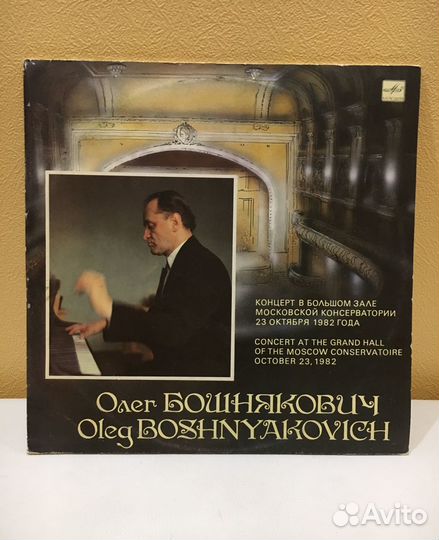 КОНЦЕРТ В БОЛЬШОМ ЗАЛЕ
МОСКОВСКОЙ КОНСЕРВАТОРИИ
23 ОКТЯБРЯ 1982 ГОДА
CONCERT AT THE GRAND HALL
OF THE MOSCOW CONSERVATOIRE
OCTOBER 23, 1982
Олег БОШНЯКОВИЧ
Oleg BOSHNYAKOVICH
Avito